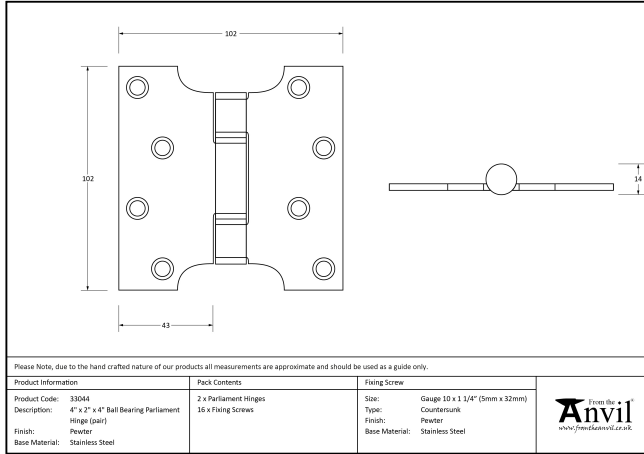 102
102
14
43
Please Note, due to the hand crafted nature of our products all measurements are approximate and should be used as a guide only.
Product Information
Product Code: 33044
Description: 4" x 2" x 4" Ball Bearing Parliament
Hinge (pair)
Finish: Pewter
Base Material: Stainless Steel
Pack Contents
2 x Parliament Hinges
16 x Fixing Screws
Fixing Screw
Size: Gauge 10 x 1 1/4" (5mm x 32mm)
Type: Countersunk
Finish: Pewter
Base Material: Stainless Steel
From the
Anvil
www.fromtheanvil.co.uk